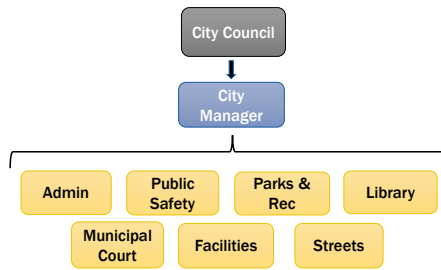 City Council
City
Manager
Admin
Public
Safety
Parks &
Rec
Library
Municipal
Court
Facilities
Streets